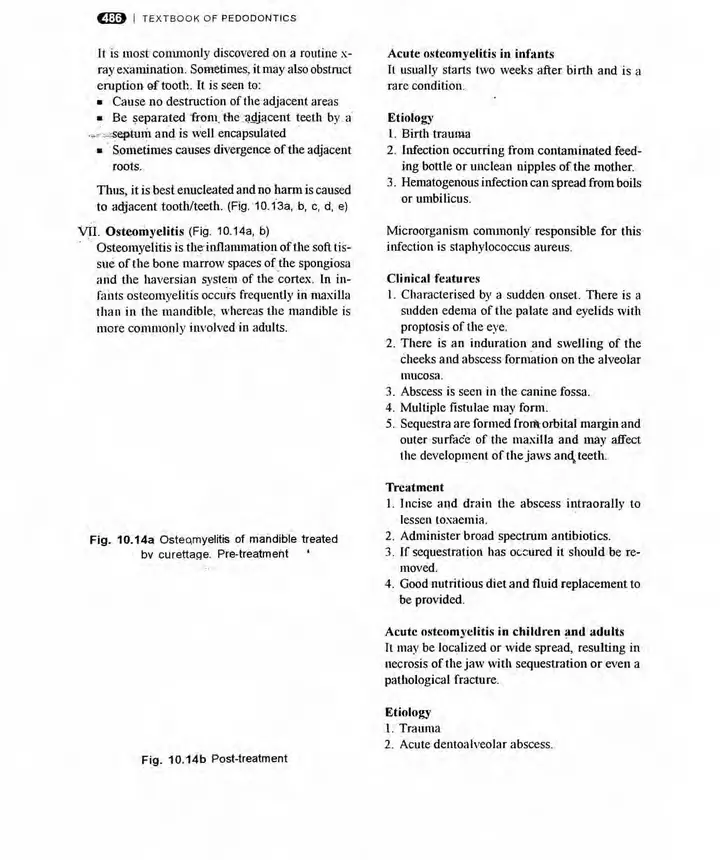 486 | TEXTBOOK OF PEDODONTICS
It is most commonly discovered on a routine x-
ray examination. Sometimes, it may also obstruct
eruption of tooth. It is seen to:
▪ Cause no destruction of the adjacent areas
▪ Be separated from the adjacent teeth by a
septum and is well encapsulated
▪ Sometimes causes divergence of the adjacent
roots.
Thus, it is best enucleated and no harm is caused
to adjacent tooth/teeth. (Fig. 10.13a, b, c, d, e)
VII. Osteomyelitis (Fig. 10.14a, b)
Osteomyelitis is the inflammation of the soft tis-
sue of the bone marrow spaces of the spongiosa
and the haversian system of the cortex. In in-
fants osteomyelitis occurs frequently in maxilla
than in the mandible, whereas the mandible is
more commonly involved in adults.
Fig. 10.14a Osteomyelitis of mandible treated
by curettage. Pre-treatment
Fig. 10.14b Post-treatment
Acute osteomyelitis in infants
It usually starts two weeks after birth and is a
rare condition.
Etiology
1. Birth trauma
2. Infection occurring from contaminated feed-
ing bottle or unclean nipples of the mother.
3. Hematogenous infection can spread from boils
or umbilicus.
Microorganism commonly responsible for this
infection is staphylococcus aureus.
Clinical features
1. Characterised by a sudden onset. There is a
sudden edema of the palate and eyelids with
proptosis of the eye.
2. There is an induration and swelling of the
cheeks and abscess formation on the alveolar
mucosa.
3. Abscess is seen in the canine fossa.
4. Multiple fistulae may form.
5. Sequestra are formed from orbital margin and
outer surface of the maxilla and may affect
the development of the jaws and teeth.
Treatment
1. Incise and drain the abscess intraorally to
lessen toxaemia.
2. Administer broad spectrum antibiotics.
3. If sequestration has occured it should be re-
moved.
4. Good nutritious diet and fluid replacement to
be provided.
Acute osteomyelitis in children and adults
It may be localized or wide spread, resulting in
necrosis of the jaw with sequestration or even a
pathological fracture.
Etiology
1. Trauma
2. Acute dentoalveolar abscess.